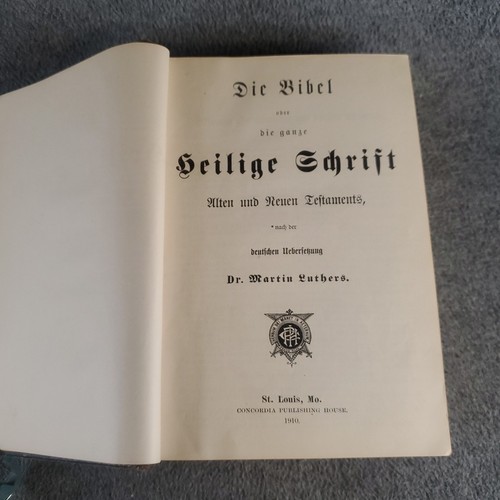 Die Bibel
oder
die ganze
Heilige Schrift
Alten und Neuen Testaments,
nach der
deutschen Uebersetzung
Dr. Martin Luthers.
CPH
St. Louis, Mo.
CONCORDIA PUBLISHING HOUSE.
1910.